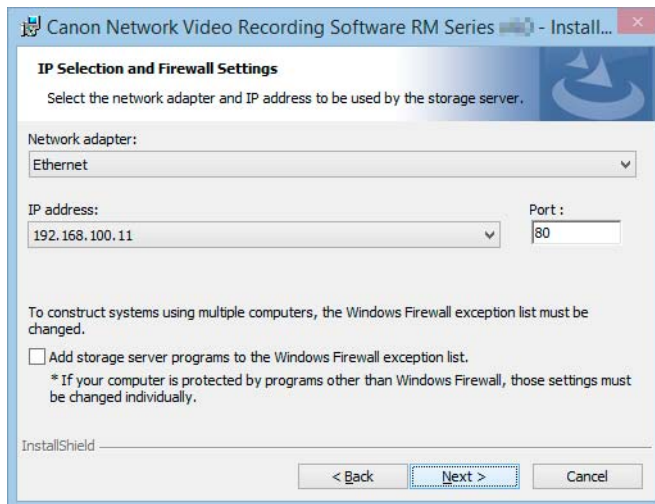 Canon Network Video Recording Software RM Series - Install...
IP Selection and Firewall Settings
Select the network adapter and IP address to be used by the storage server.
Network adapter:
Ethernet
IP address: Port :
192.168.100.11 80
To construct systems using multiple computers, the Windows Firewall exception list must be
changed.
Add storage server programs to the Windows Firewall exception list.
* If your computer is protected by programs other than Windows Firewall, those settings must
be changed individually.
InstallShield
< Back Next > Cancel